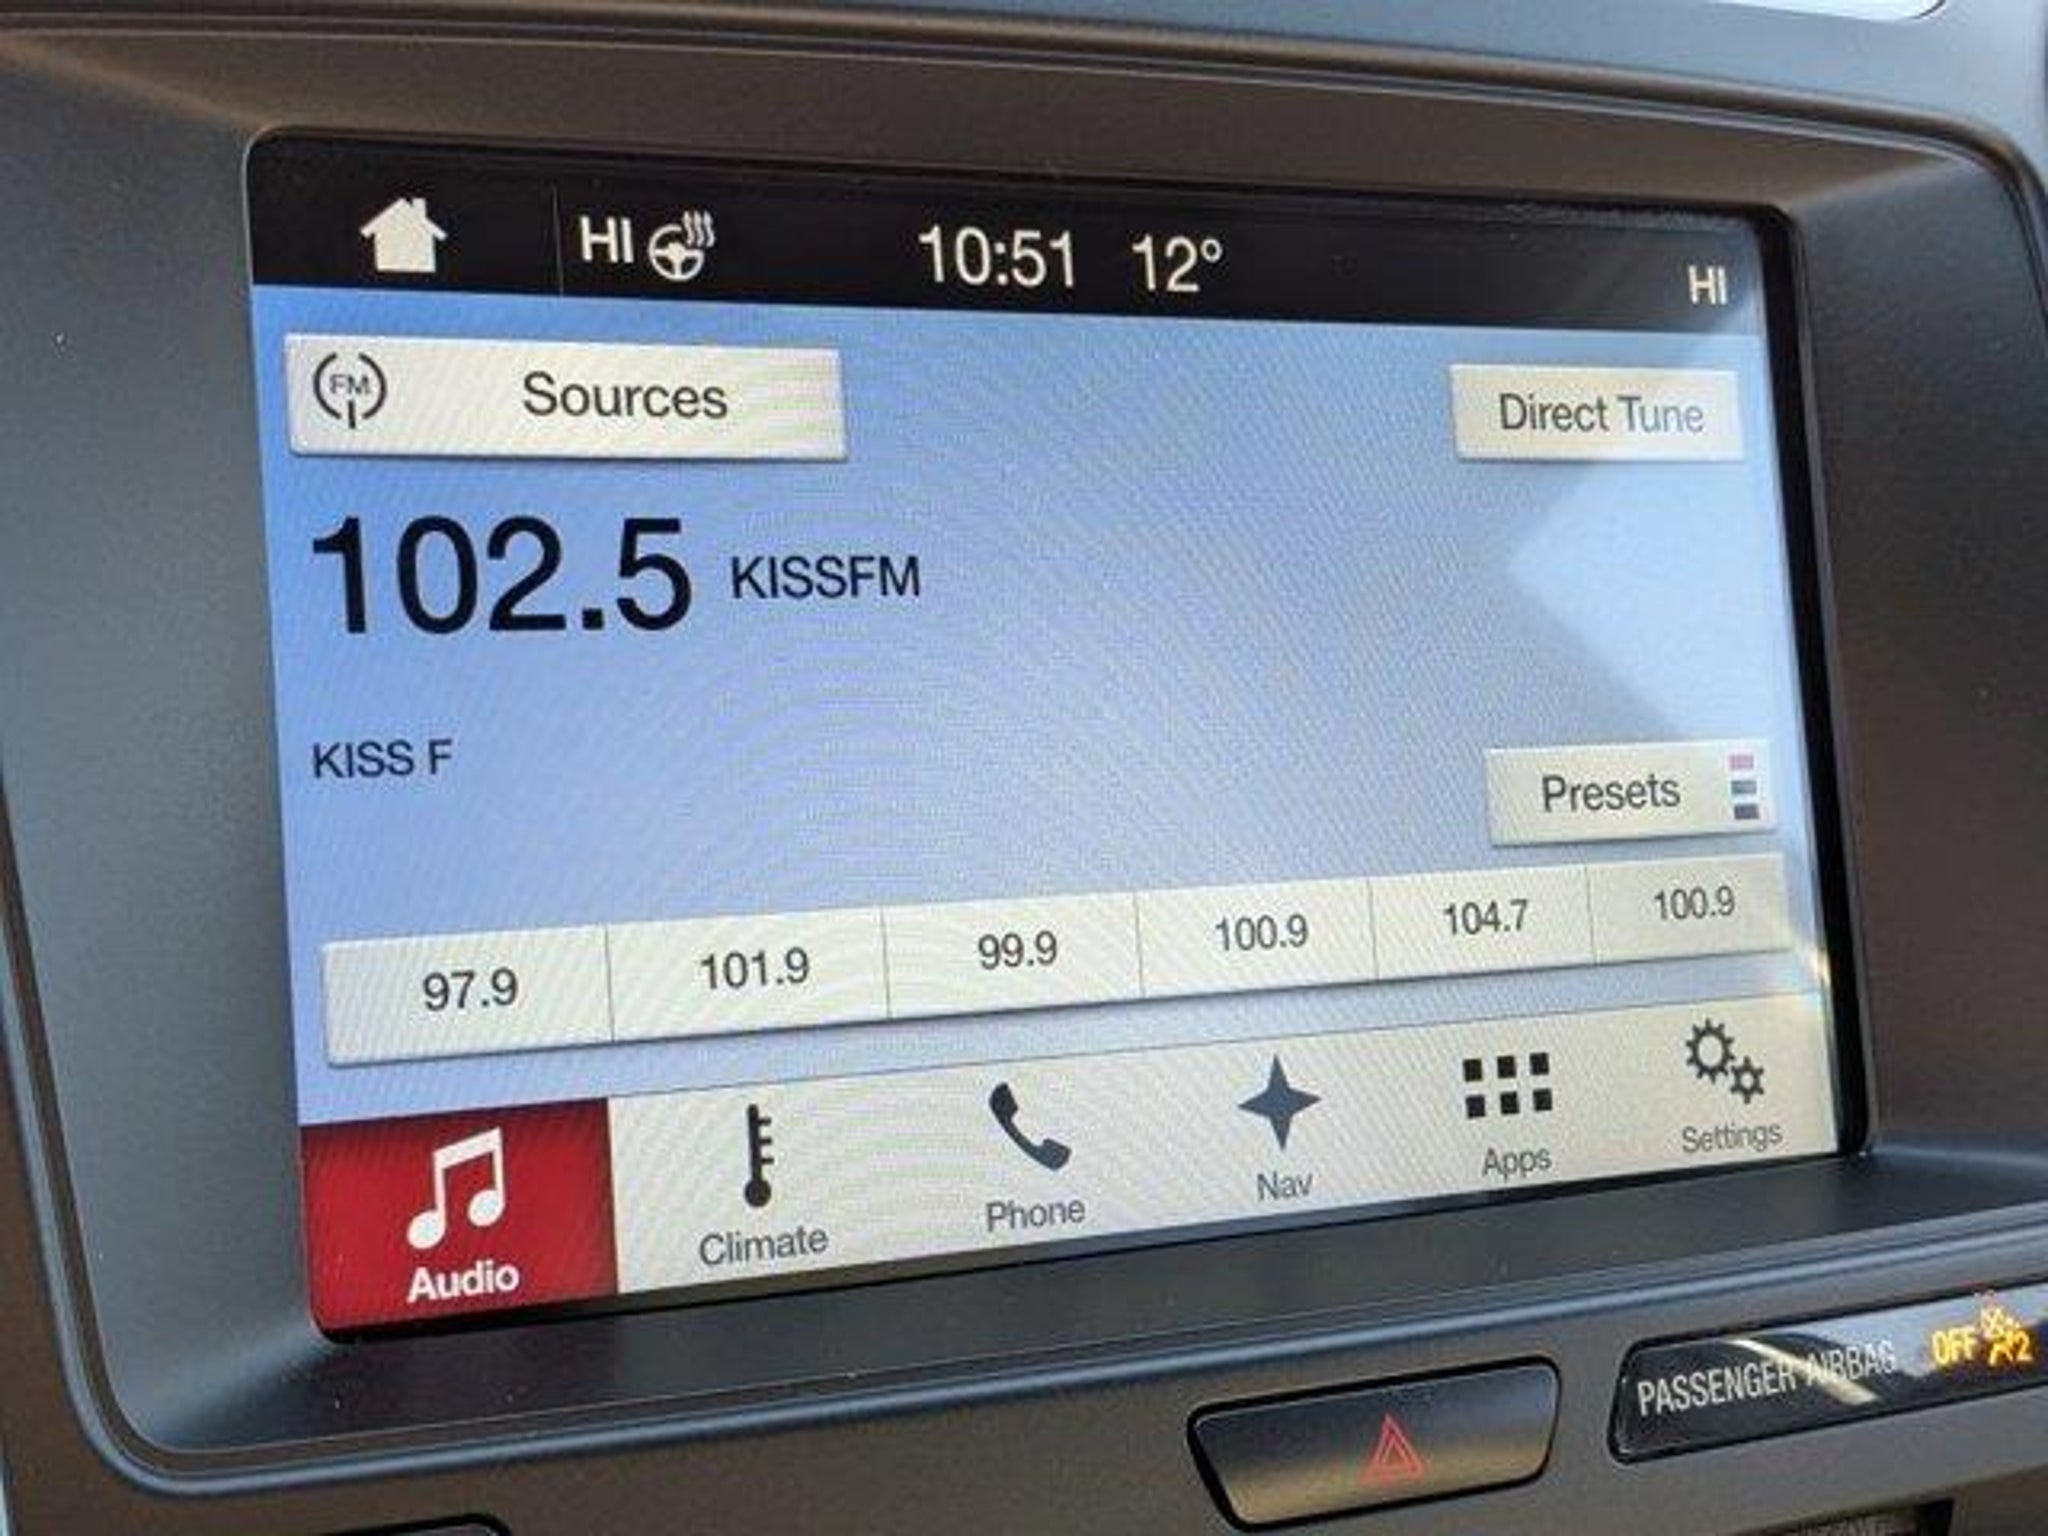 HI 10:51 12° HI
FM Sources Direct Tune
102.5 KISSFM
KISS F
Presets
97.9 101.9 99.9 100.9 104.7 100.9
Audio Climate Phone Nav Apps Settings
PASSENGER AIRBAG OFF 2